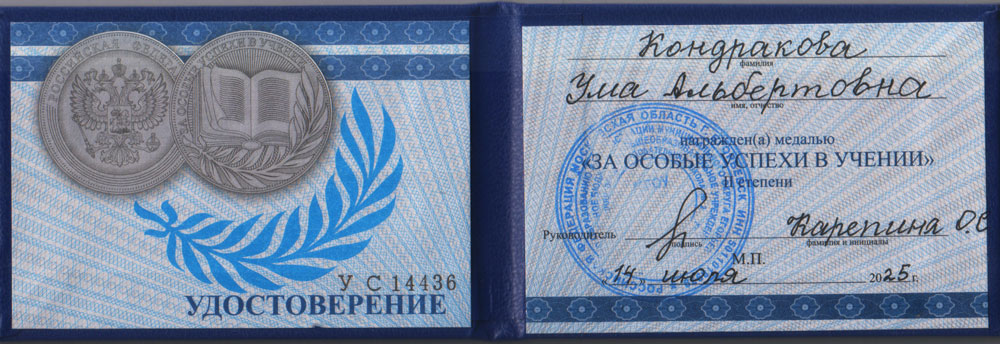 РОССИЙСКАЯ ФЕДЕРАЦИЯ
ЗА ОСОБЫЕ УСПЕХИ В УЧЕНИИ
У С 14436
УДОСТОВЕРЕНИЕ
Кондракова
фамилия
Ума Альбертовна
имя, отчество
награжден(а) медалью
«ЗА ОСОБЫЕ УСПЕХИ В УЧЕНИИ»
II степени
Руководитель Карепина О.С
подпись фамилия и инициалы
М.П.
„14" июля 2025 г.